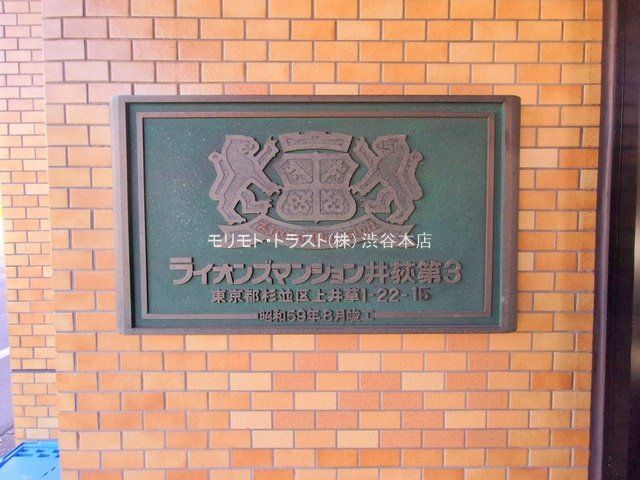 モリモト・トラスト(株) 渋谷本店
ライオンズマンション井荻第3
東京都杉並区上井草1-22-15
昭和59年8月竣工